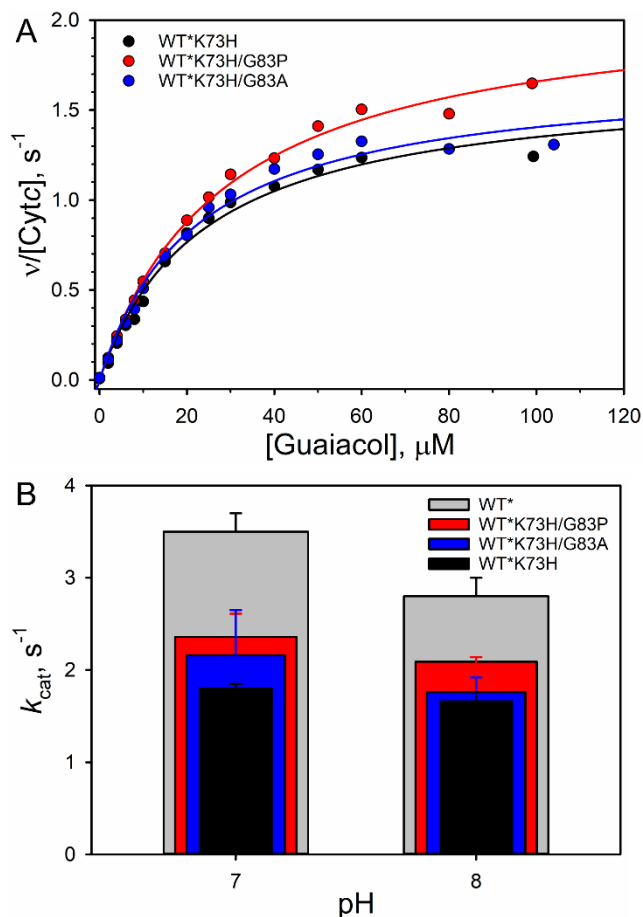 A
2.0
1.5
1.0
0.5
0.0
ν/[Cytc], s-1
WT*K73H
WT*K73H/G83P
WT*K73H/G83A
0 20 40 60 80 100 120
[Guaiacol], μM
B
4
3
2
1
0
kcat, s-1
WT*
WT*K73H/G83P
WT*K73H/G83A
WT*K73H
7 8
pH